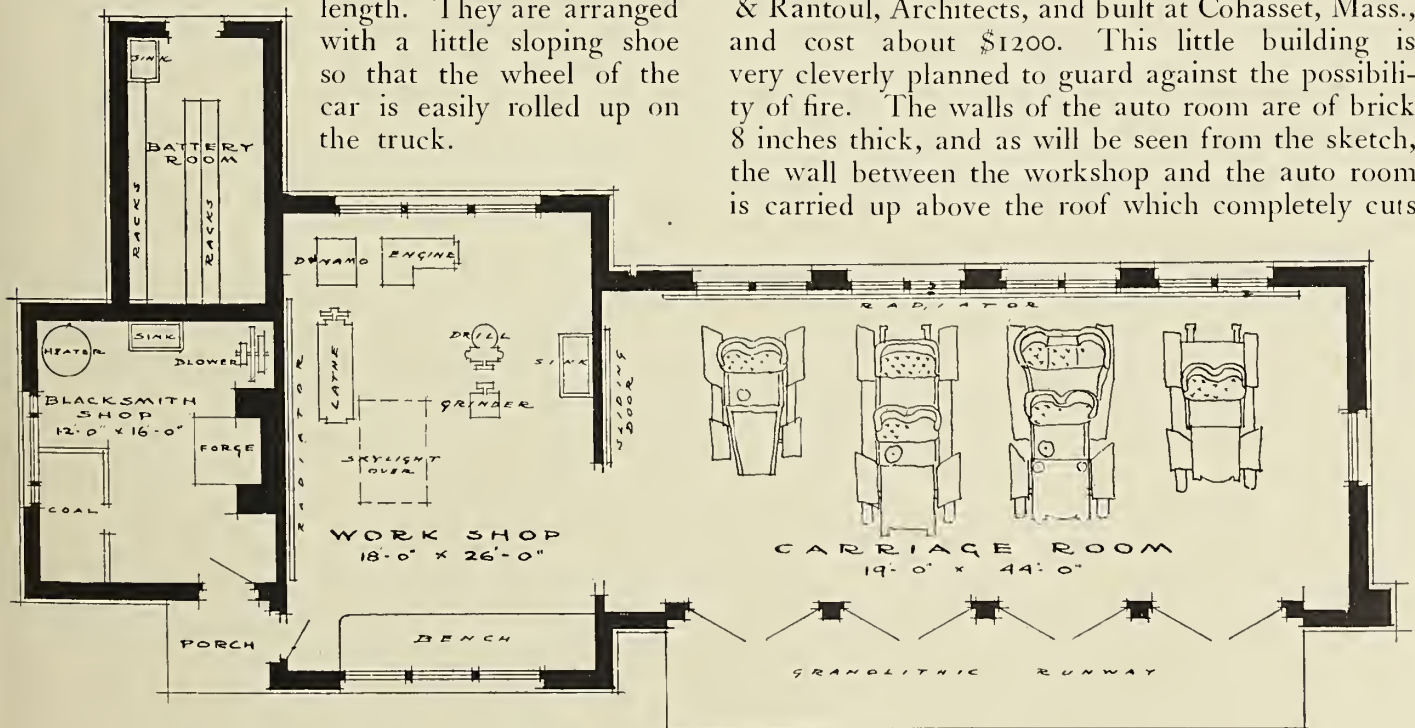 length. They are arranged
with a little sloping shoe
so that the wheel of the
car is easily rolled up on
the truck.
& Rantoul, Architects, and built at Cohasset, Mass.,
and cost about $1200. This little building is
very cleverly planned to guard against the possibili-
ty of fire. The walls of the auto room are of brick
8 inches thick, and as will be seen from the sketch,
the wall between the workshop and the auto room
is carried up above the roof which completely cuts
SINK
BATTERY
ROOM
RACKS
RACKS
HEATER
SINK
BLOWER
BLACKSMITH
SHOP
12'-0" x 16'-0"
FORGE
COAL
PORCH
DYNAMO
ENGINE
RADIATOR
LATHE
DRILL
GRINDER
SINK
SKYLIGHT
OVER
WORK SHOP
18'-0" x 26'-0"
BENCH
SLIDING
DOOR
RADIATOR
CARRIAGE ROOM
19'-0" x 44'-0"
GRANOLITHIC RUNWAY